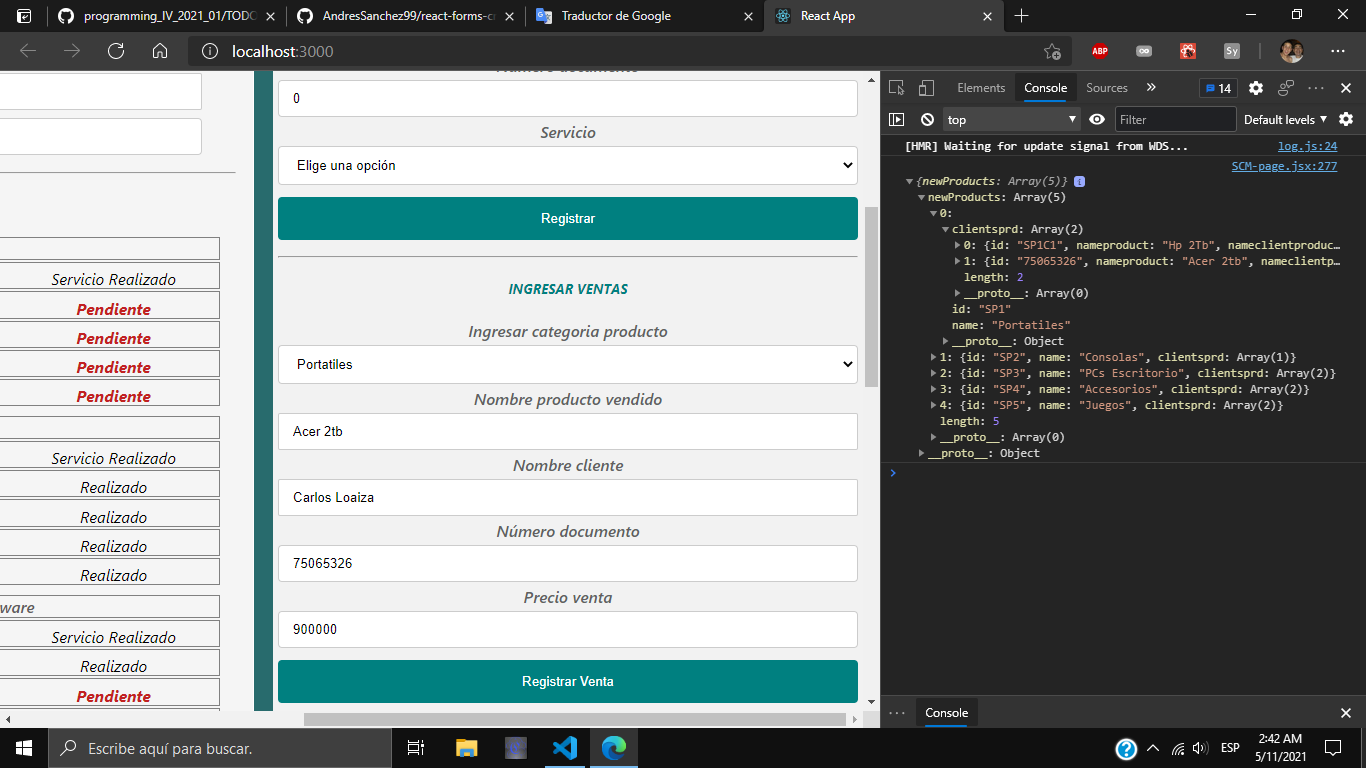 programming_IV_2021_01/TODO
AndresSanchez99/react-forms-c
Traductor de Google
React App
localhost:3000
ABP
Sy
0
Servicio
Elige una opción
Registrar
INGRESAR VENTAS
Ingresar categoria producto
Portatiles
Nombre producto vendido
Acer 2tb
Nombre cliente
Carlos Loaiza
Número documento
75065326
Precio venta
900000
Registrar Venta
Servicio Realizado
Pendiente
Pendiente
Pendiente
Pendiente
Servicio Realizado
Realizado
Realizado
Realizado
Realizado
ware
Servicio Realizado
Realizado
Pendiente
Elements
Console
Sources
14
top
Filter
Default levels
[HMR] Waiting for update signal from WDS... log.js:24
SCM-page.jsx:277
{newProducts: Array(5)}
newProducts: Array(5)
0:
clientsprd: Array(2)
0: {id: "SP1C1", nameproduct: "Hp 2Tb", nameclientproduc…
1: {id: "75065326", nameproduct: "Acer 2tb", nameclientp…
length: 2
__proto__: Array(0)
id: "SP1"
name: "Portatiles"
__proto__: Object
1: {id: "SP2", name: "Consolas", clientsprd: Array(1)}
2: {id: "SP3", name: "PCs Escritorio", clientsprd: Array(2)}
3: {id: "SP4", name: "Accesorios", clientsprd: Array(2)}
4: {id: "SP5", name: "Juegos", clientsprd: Array(2)}
length: 5
__proto__: Array(0)
__proto__: Object
Console
Escribe aquí para buscar.
ESP
2:42 AM
5/11/2021